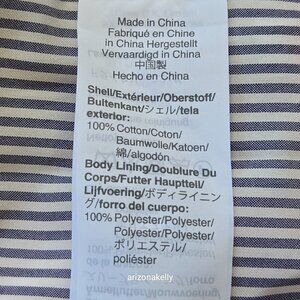 Made in China
Fabriqué en Chine
In China Hergestellt
Vervaardigd in China
中国製
Hecho en China
Shell/Extérieur/Oberstoff/
Buitenkant/シェル/tela
exterior:
100% Cotton/Coton/
Baumwolle/Katoen/
綿/algodón
Body Lining/Doublure Du
Corps/Futter Hauptteil/
Lijfvoering/ボディライニン
グ/forro del cuerpo:
100% Polyester/Polyester/
Polyester/Polyester/
ポリエステル/
poliéster
arizonakelly